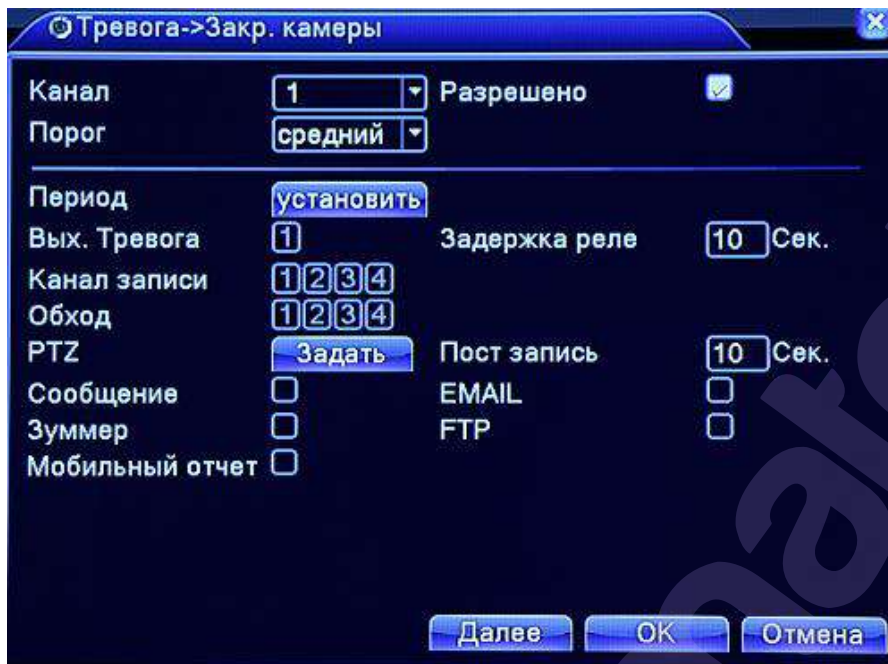 Тревога->Закр. камеры
Канал 1 Разрешено
Порог средний
Период установить
Вых. Тревога 1 Задержка реле 10 Сек.
Канал записи 1 2 3 4
Обход 1 2 3 4
PTZ Задать Пост запись 10 Сек.
Сообщение EMAIL
Зуммер FTP
Мобильный отчет
Далее OK Отмена